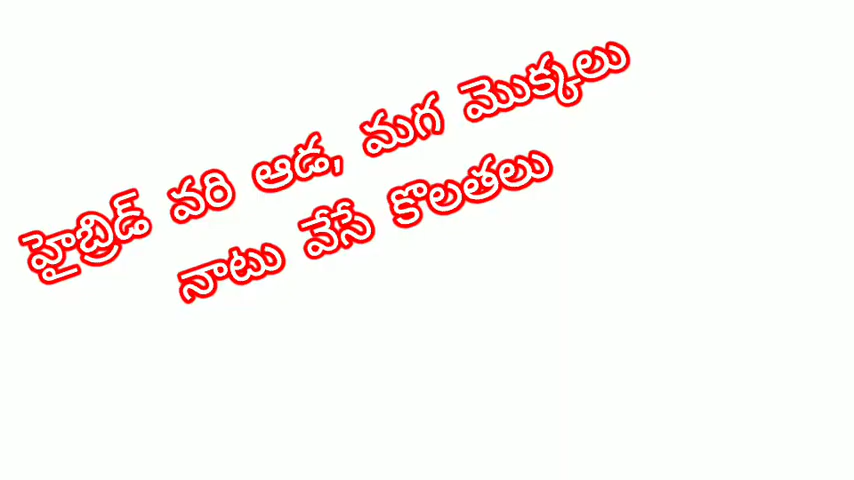 హైబ్రిడ్ వరి ఆడ, మగ మొక్కలు
నాటు వేసే కొలతలు